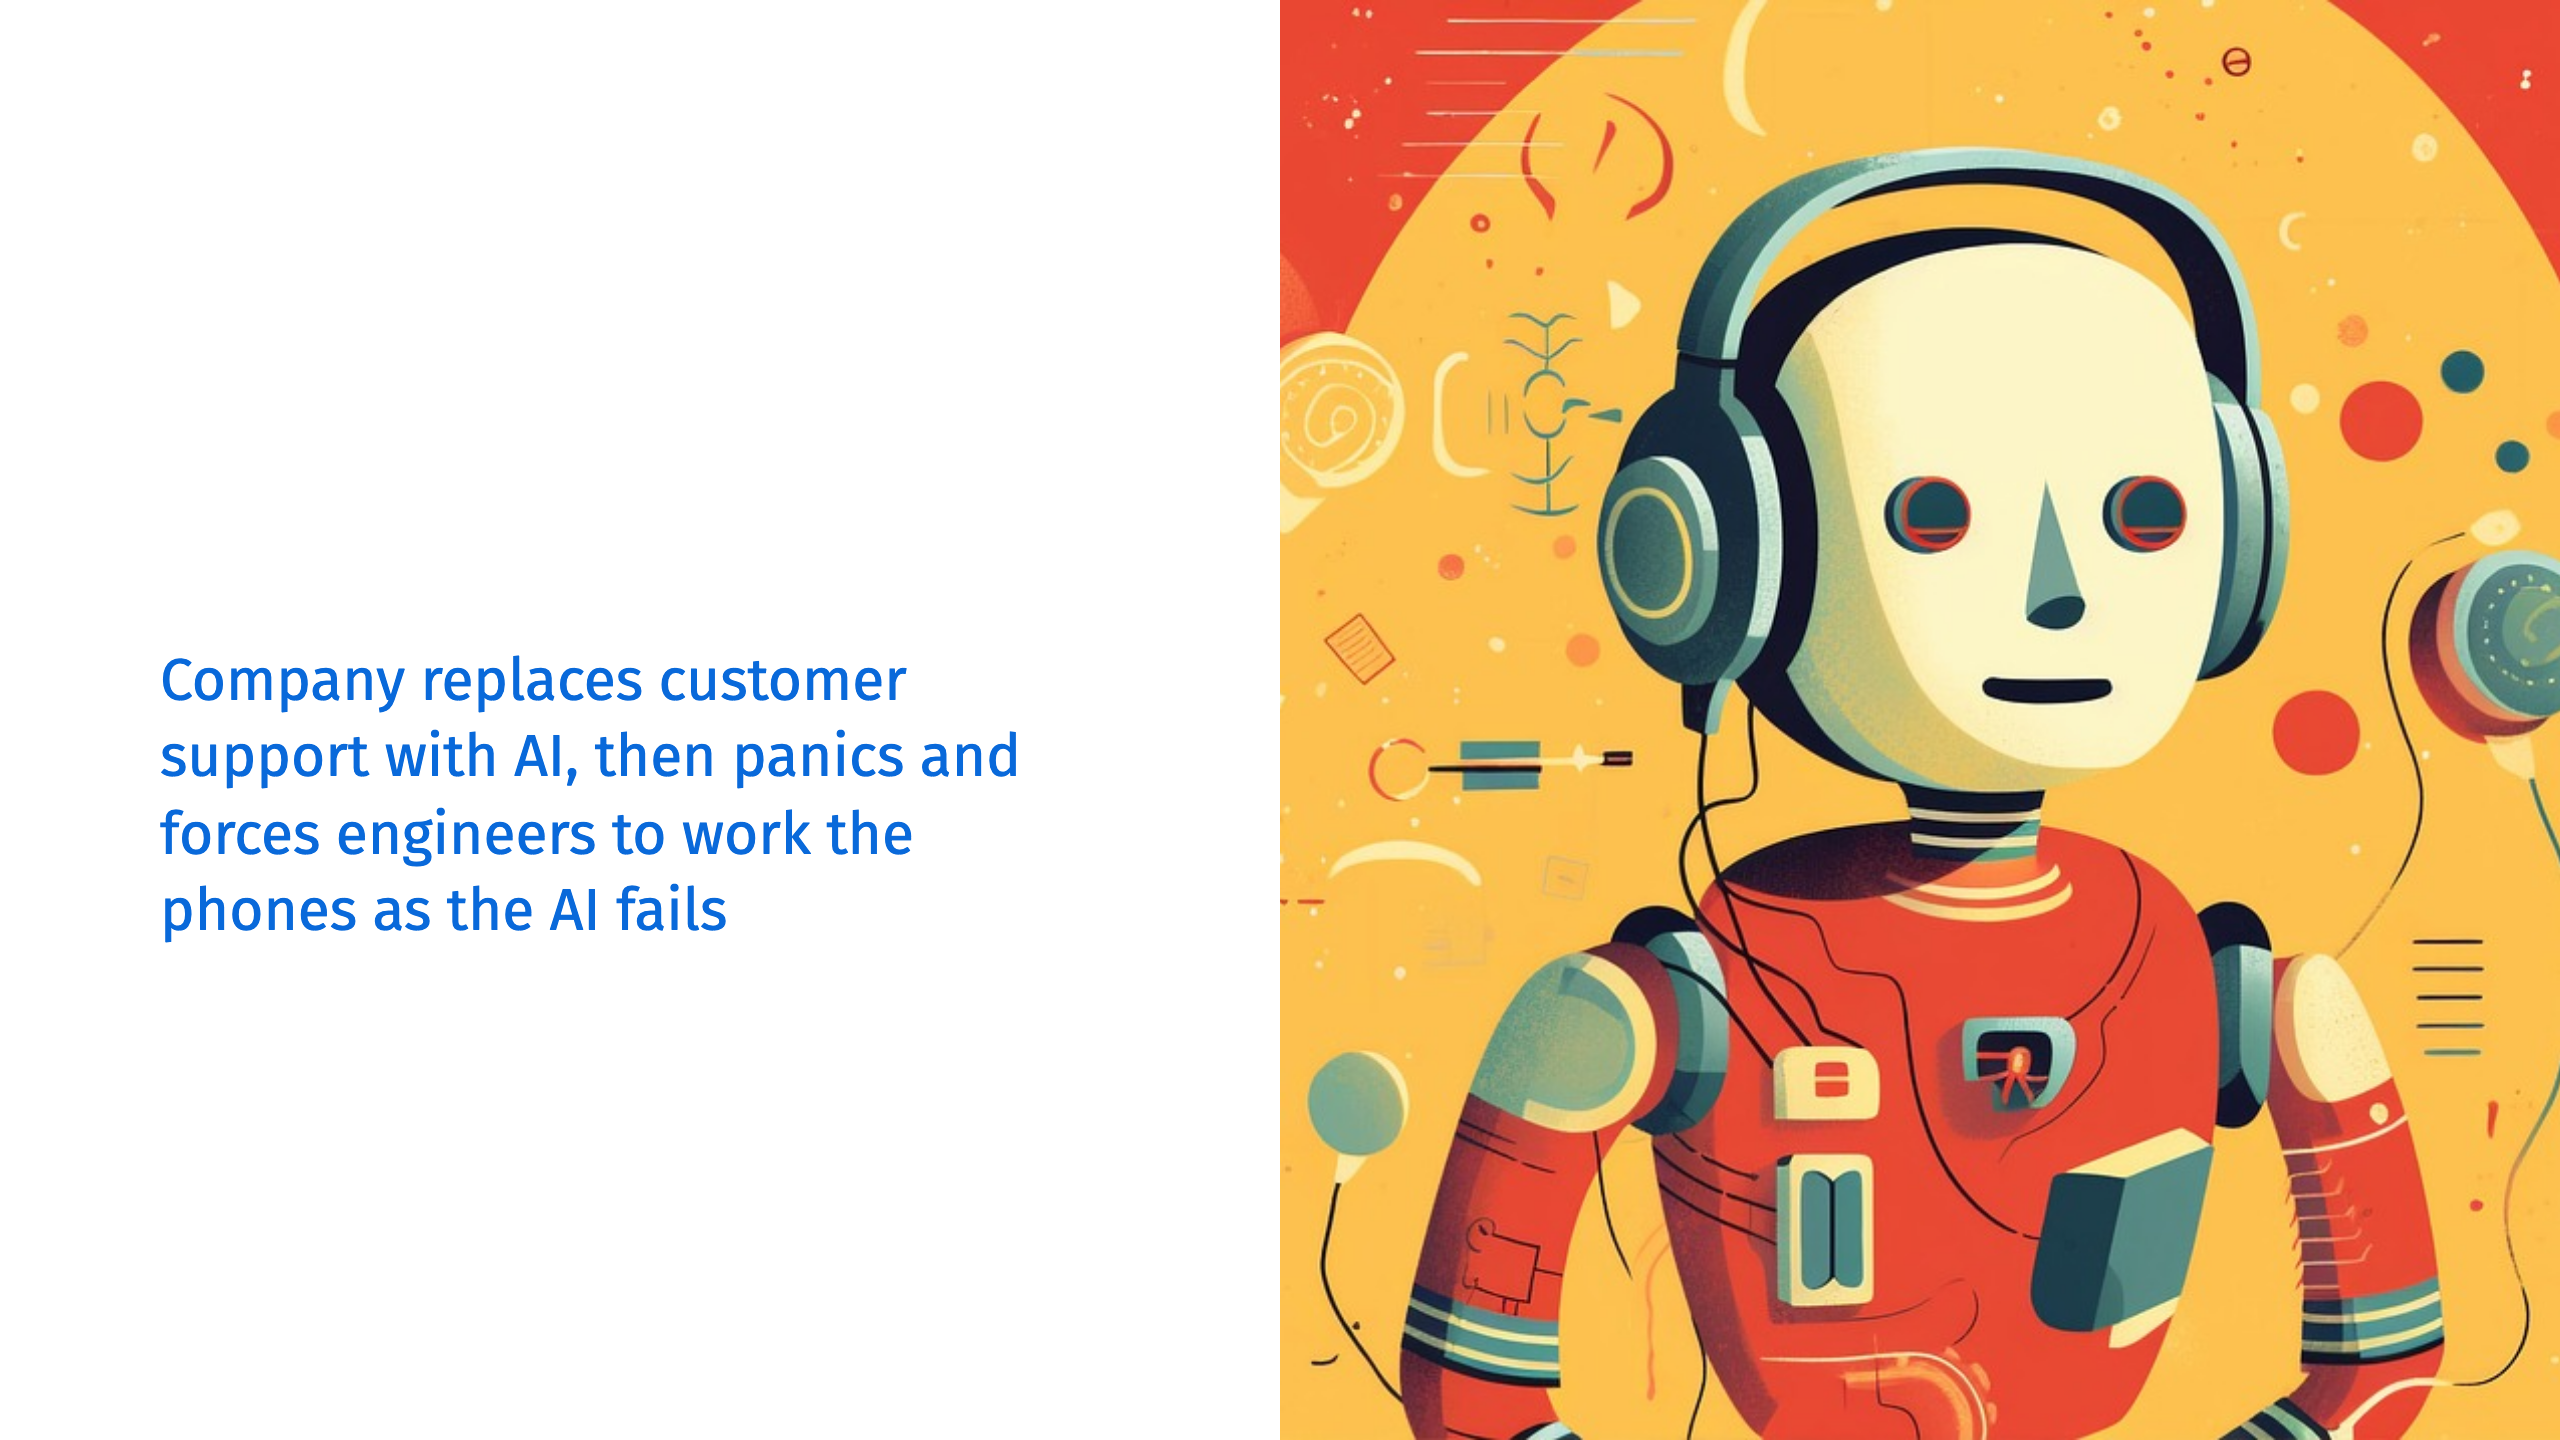 Company replaces customer
support with AI, then panics and
forces engineers to work the
phones as the AI fails